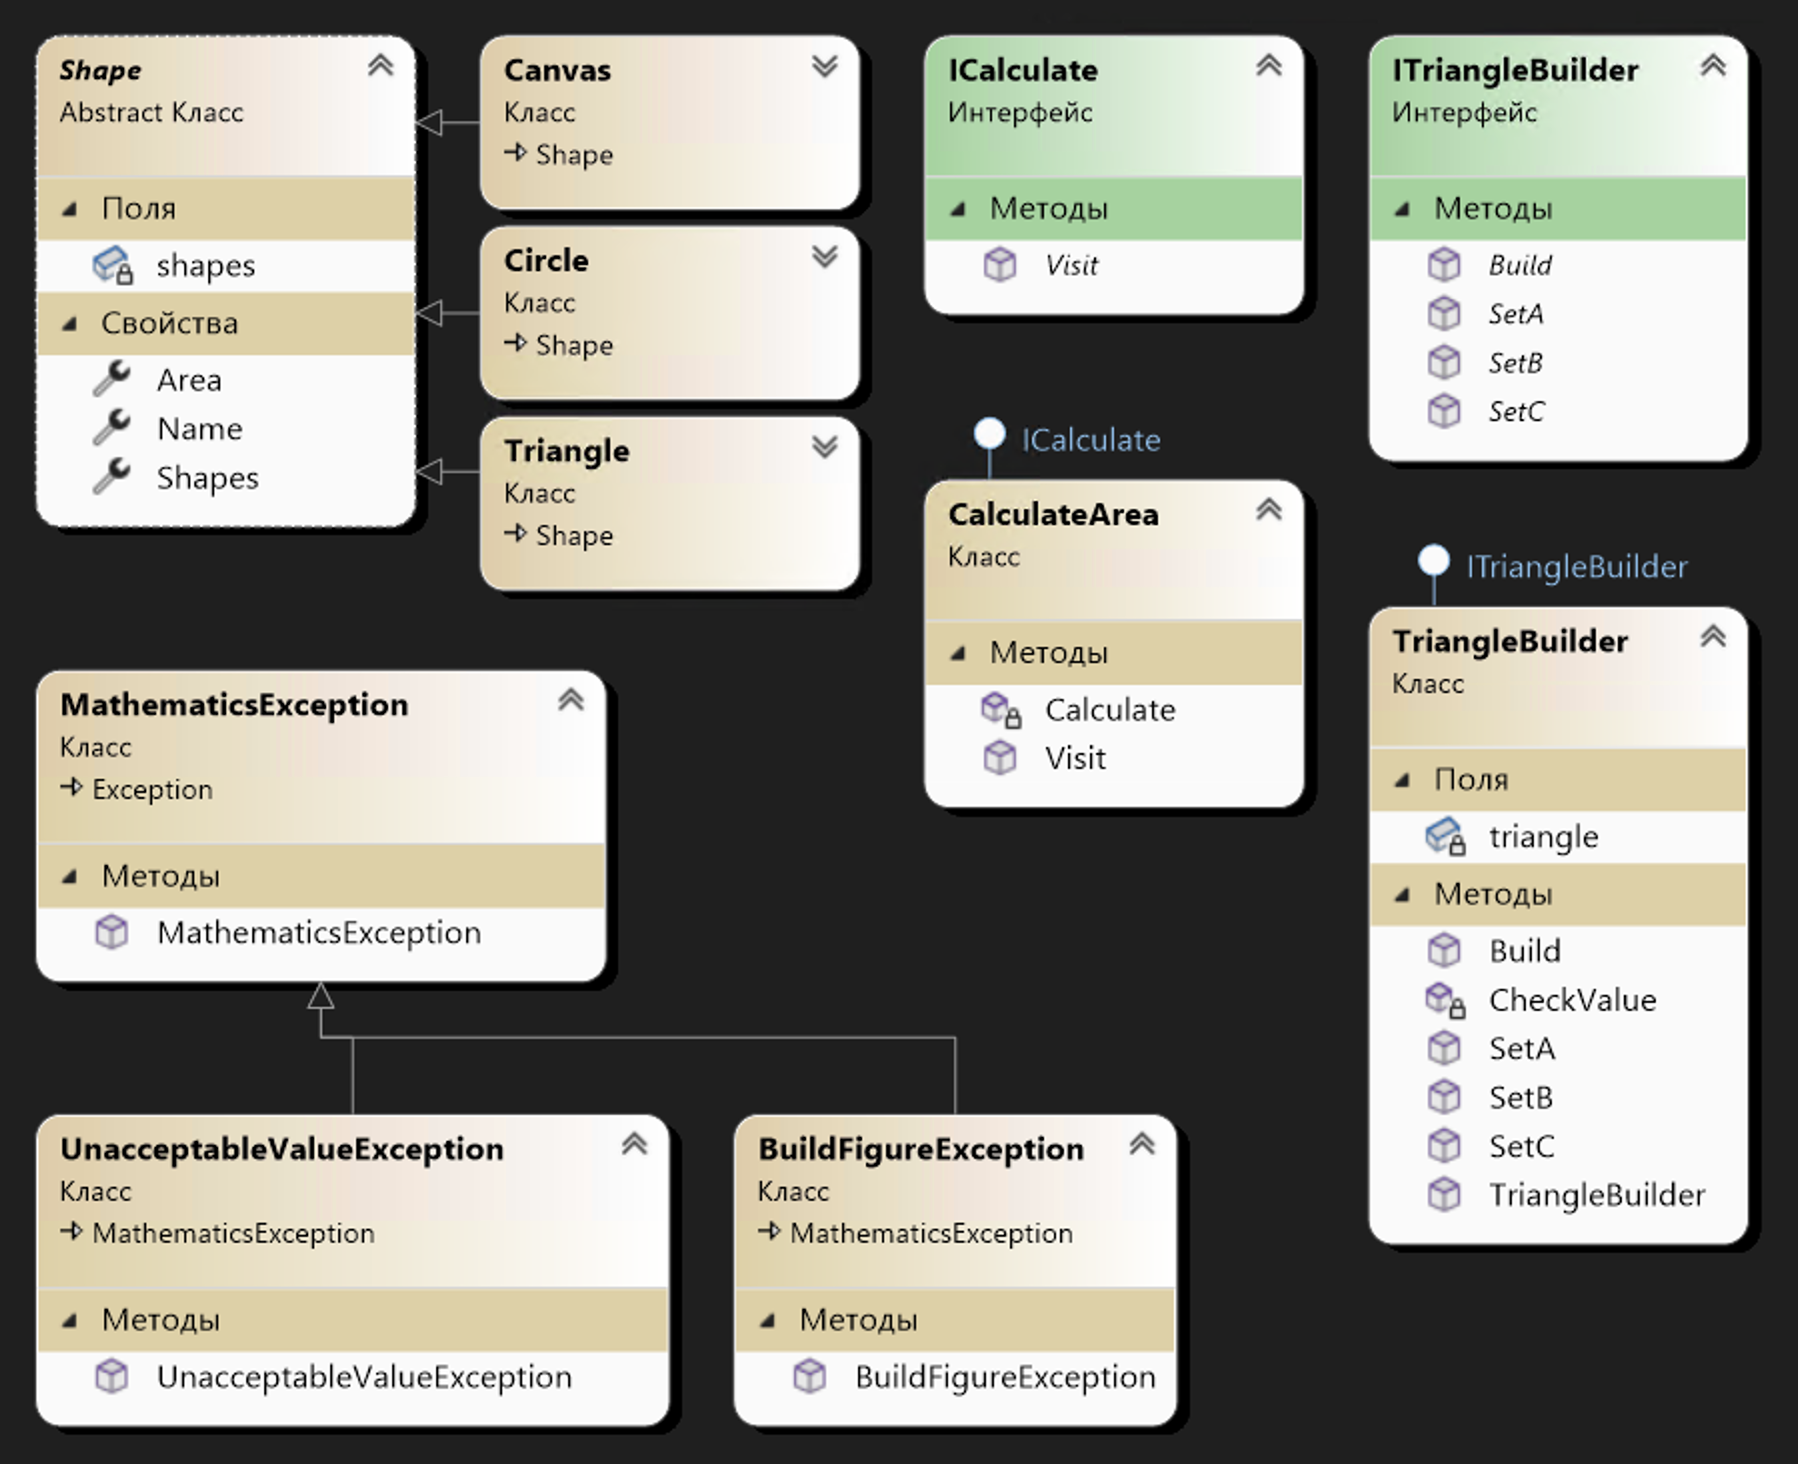 Shape
Abstract Класс
Поля
shapes
Свойства
Area
Name
Shapes
Canvas
Класс
Shape
Circle
Класс
Shape
Triangle
Класс
Shape
ICalculate
Интерфейс
Методы
Visit
ITriangleBuilder
Интерфейс
Методы
Build
SetA
SetB
SetC
ICalculate
CalculateArea
Класс
Методы
Calculate
Visit
ITriangleBuilder
TriangleBuilder
Класс
Поля
triangle
Методы
Build
CheckValue
SetA
SetB
SetC
TriangleBuilder
MathematicsException
Класс
Exception
Методы
MathematicsException
UnacceptableValueException
Класс
MathematicsException
Методы
UnacceptableValueException
BuildFigureException
Класс
MathematicsException
Методы
BuildFigureException